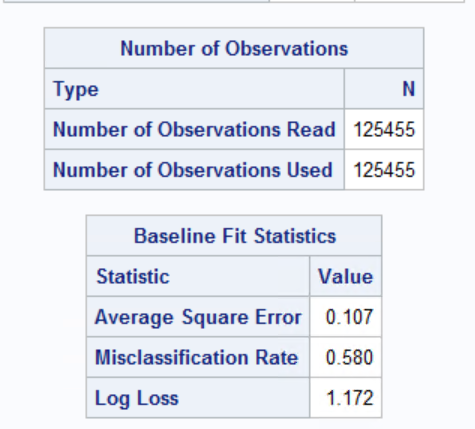 Number of Observations
Type N
Number of Observations Read 125455
Number of Observations Used 125455
Baseline Fit Statistics
Statistic Value
Average Square Error 0.107
Misclassification Rate 0.580
Log Loss 1.172